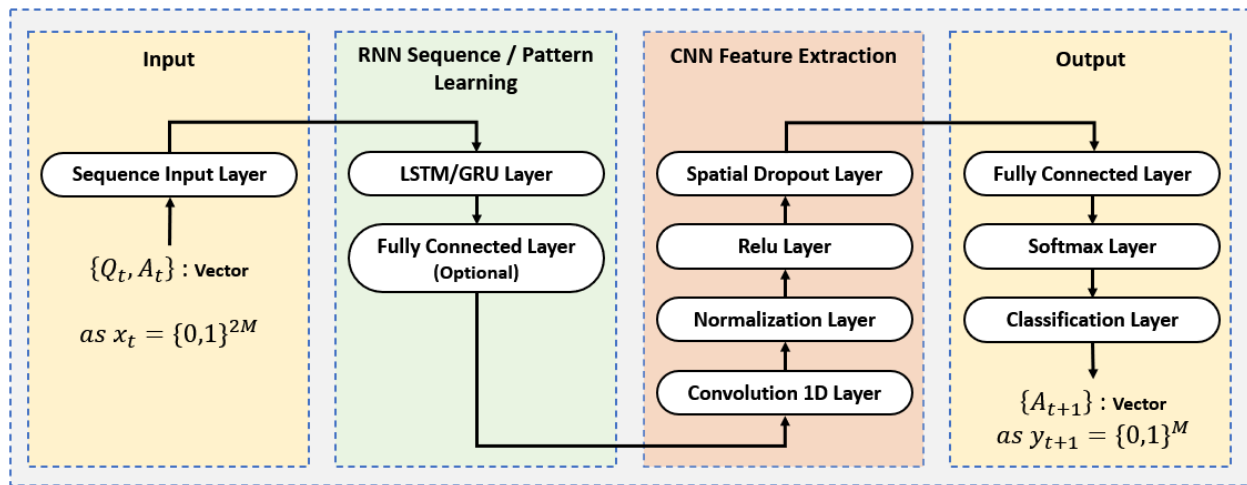 Input
Sequence Input Layer
{Q_t, A_t} : Vector
as x_t = {0,1}^{2M}
RNN Sequence / Pattern
Learning
LSTM/GRU Layer
Fully Connected Layer
(Optional)
CNN Feature Extraction
Spatial Dropout Layer
Relu Layer
Normalization Layer
Convolution 1D Layer
Output
Fully Connected Layer
Softmax Layer
Classification Layer
{A_{t+1}} : Vector
as y_{t+1} = {0,1}^M